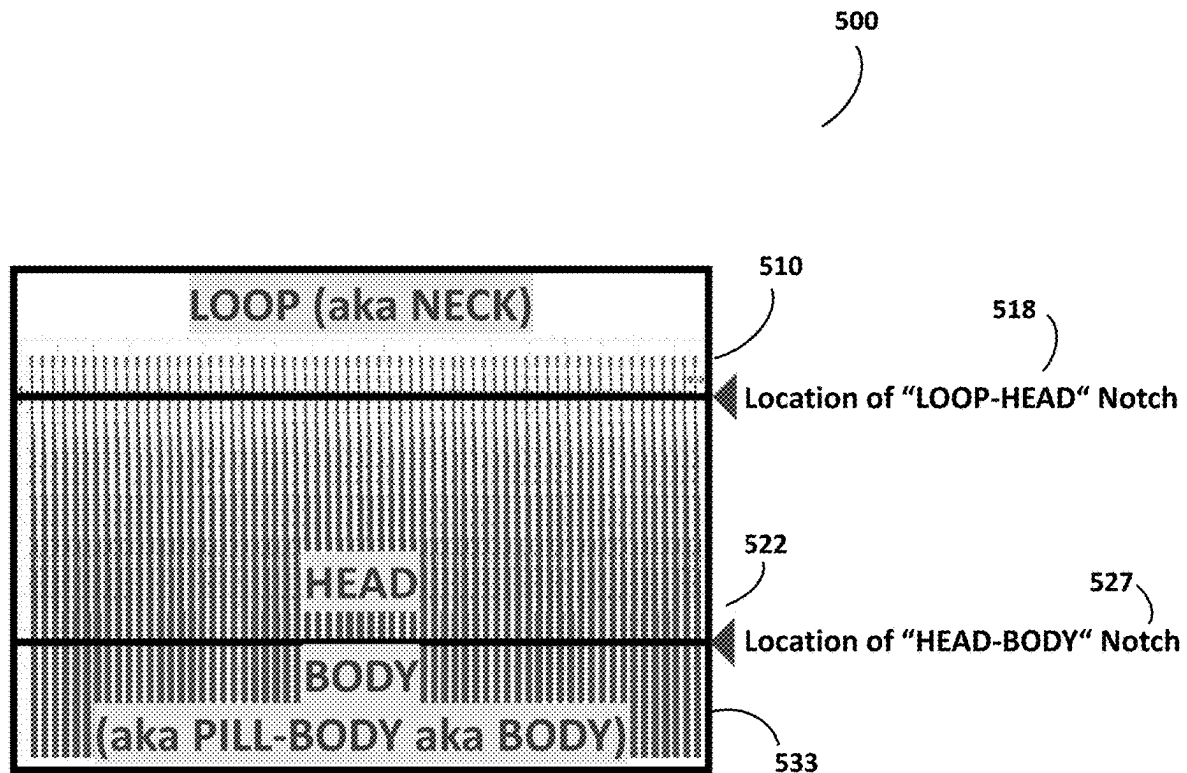 500
510
LOOP (aka NECK)
518
Location of “LOOP-HEAD“ Notch
522
HEAD
527
Location of “HEAD-BODY“ Notch
BODY
(aka PILL-BODY aka BODY)
533